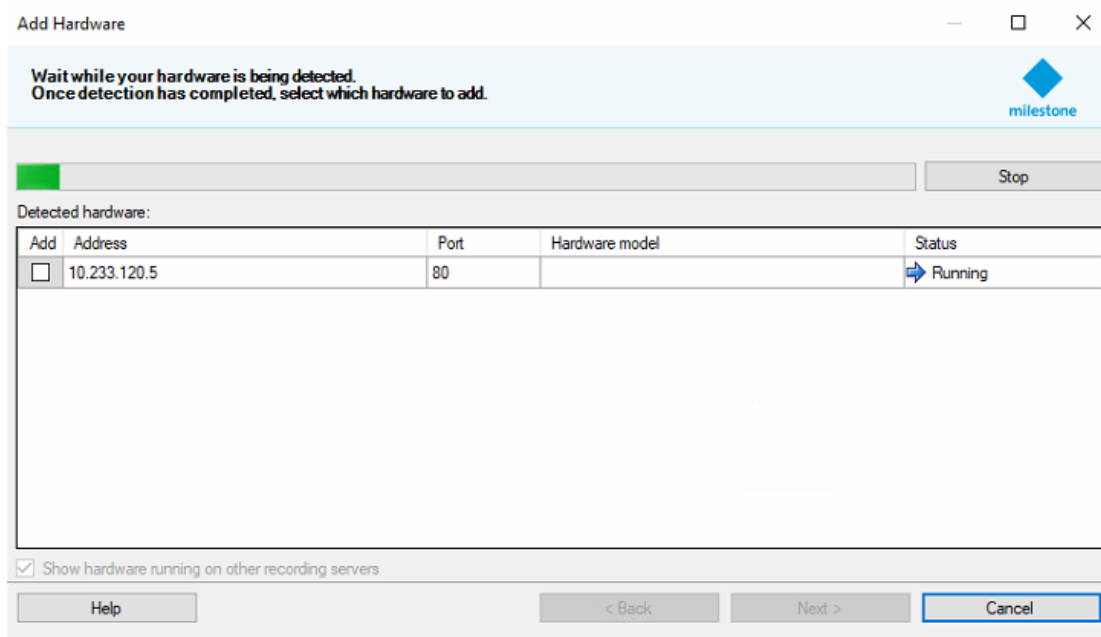 Add Hardware
Wait while your hardware is being detected.
Once detection has completed, select which hardware to add.
milestone
Stop
Detected hardware:
Add Address Port Hardware model Status
10.233.120.5 80 Running
Show hardware running on other recording servers
Help < Back Next > Cancel